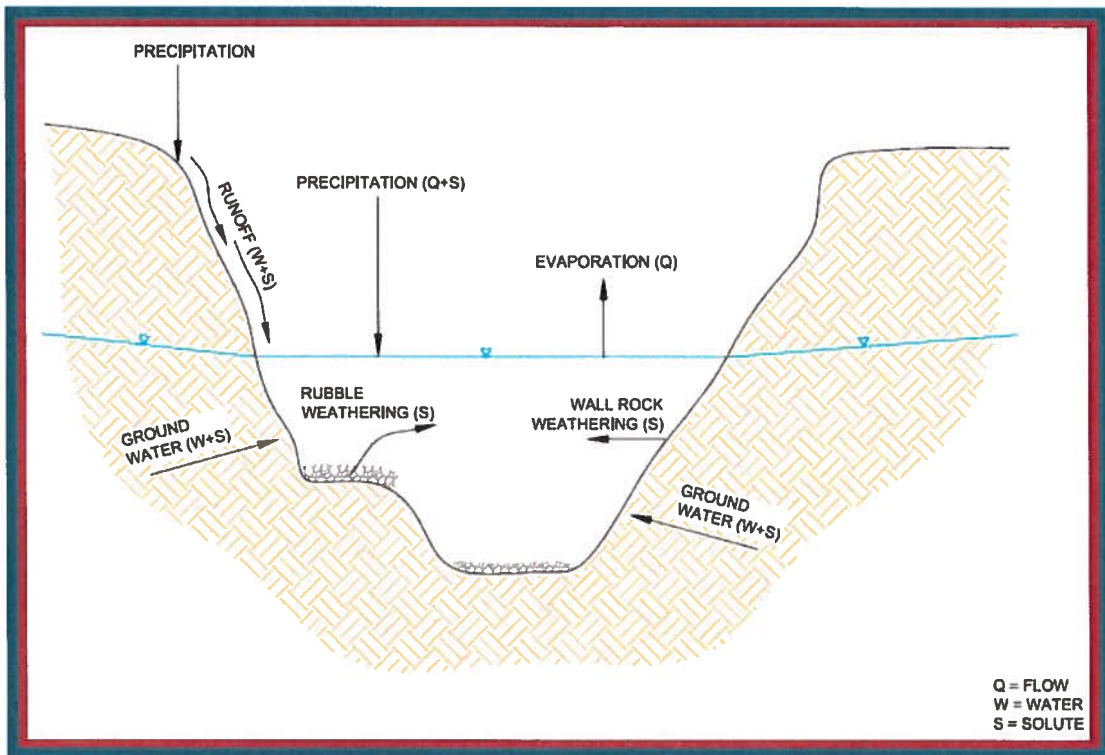 PRECIPITATION
RUNOFF (W+S)
PRECIPITATION (Q+S)
EVAPORATION (Q)
RUBBLE
WEATHERING (S)
WALL ROCK
WEATHERING (S)
GROUND
WATER (W+S)
GROUND
WATER (W+S)
Q = FLOW
W = WATER
S = SOLUTE